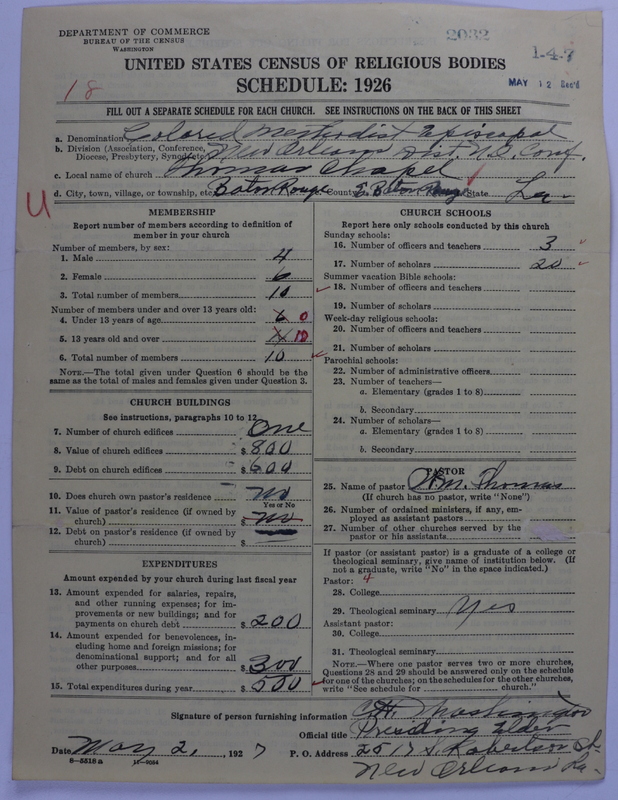 DEPARTMENT OF COMMERCE
BUREAU OF THE CENSUS
WASHINGTON
2032
1-4-7
MAY 12 Rec'd
UNITED STATES CENSUS OF RELIGIOUS BODIES
SCHEDULE: 1926
18
FILL OUT A SEPARATE SCHEDULE FOR EACH CHURCH. SEE INSTRUCTIONS ON THE BACK OF THIS SHEET
a. Denomination Colored Methodist Episcopal
b. Division (Association, Conference, Diocese, Presbytery, Synod, etc.) New Orleans Dist. Conf.
c. Local name of church Thomas Chapel
d. City, town, village, or township, etc. Baton Rouge County E. Baton Rouge State La.
U
MEMBERSHIP
Report number of members according to definition of member in your church
Number of members, by sex:
1. Male 4
2. Female 6
3. Total number of members 10
Number of members under and over 13 years old:
4. Under 13 years of age 6 0
5. 13 years old and over 4 10
6. Total number of members 10
NOTE.—The total given under Question 6 should be the same as the total of males and females given under Question 3.
CHURCH BUILDINGS
See instructions, paragraphs 10 to 12
7. Number of church edifices One
8. Value of church edifices $ 800
9. Debt on church edifices $ 600
10. Does church own pastor's residence No
Yes or No
11. Value of pastor's residence (if owned by church) $ No
12. Debt on pastor's residence (if owned by church) $
EXPENDITURES
Amount expended by your church during last fiscal year
13. Amount expended for salaries, repairs, and other running expenses; for improvements or new buildings; and for payments on church debt $ 200
14. Amount expended for benevolences, including home and foreign missions; for denominational support; and for all other purposes $ 300
15. Total expenditures during year $ 500
CHURCH SCHOOLS
Report here only schools conducted by this church
Sunday schools:
16. Number of officers and teachers 3
17. Number of scholars 20
Summer vacation Bible schools:
18. Number of officers and teachers
19. Number of scholars
Week-day religious schools:
20. Number of officers and teachers
21. Number of scholars
Parochial schools:
22. Number of administrative officers
23. Number of teachers—
a. Elementary (grades 1 to 8)
b. Secondary
24. Number of scholars—
a. Elementary (grades 1 to 8)
b. Secondary
PASTOR
25. Name of pastor M. Thomas
(If church has no pastor, write "None")
26. Number of ordained ministers, if any, employed as assistant pastors
27. Number of other churches served by the pastor or his assistants
If pastor (or assistant pastor) is a graduate of a college or theological seminary, give name of institution below. (If not a graduate, write "No" in the space indicated.)
Pastor: 4
28. College
29. Theological seminary Yes
Assistant pastor:
30. College
31. Theological seminary
NOTE.—Where one pastor serves two or more churches, Questions 28 and 29 should be answered only on the schedule for one of the churches; on the schedules for the other churches, write "See schedule for church."
Signature of person furnishing information Washington
Official title Presiding Elder
Date May 2, 1927 P. O. Address 2517 S Robertson St.
New Orleans La.
8—5518 a 11—9064